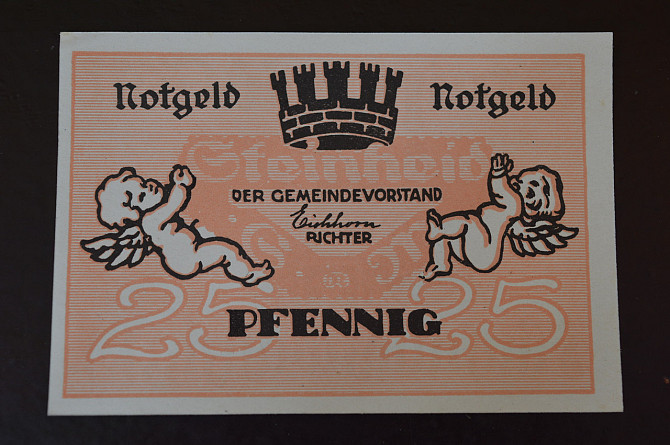 Notgeld Notgeld
Steinheid
DER GEMEINDEVORSTAND
Eichhorn
RICHTER
25 PFENNIG 25